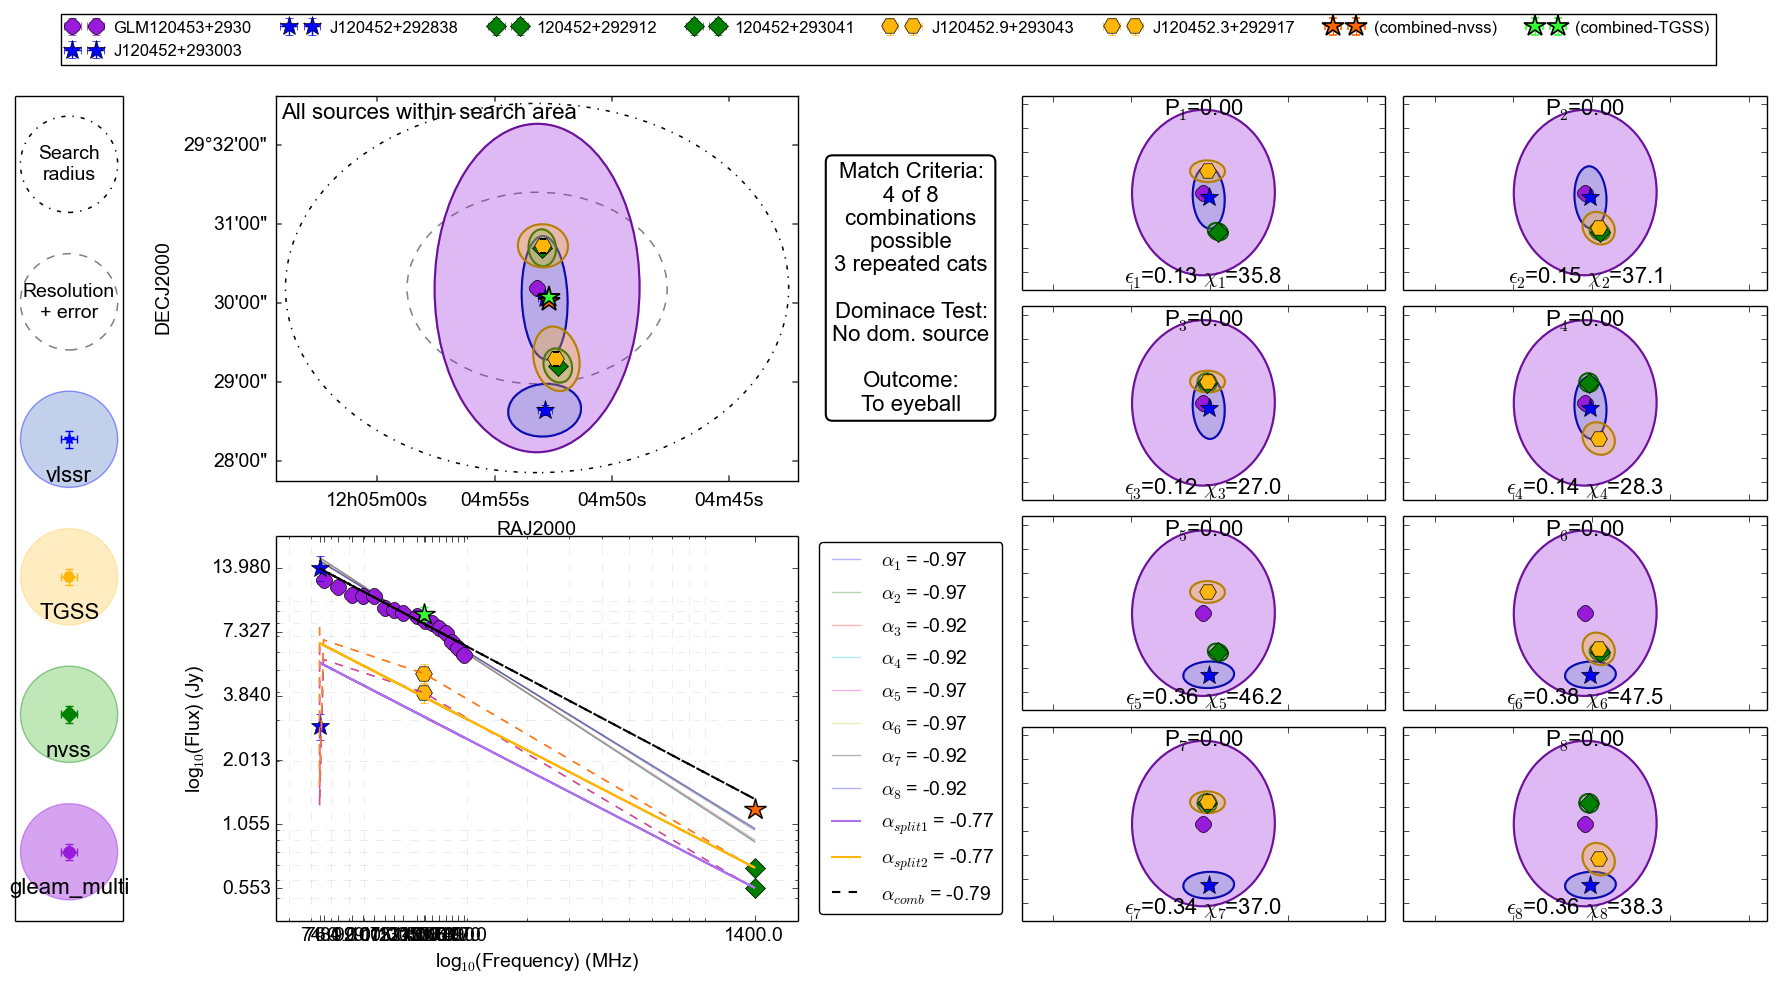 GLM120453+2930 J120452+292838 120452+292912 120452+293041 J120452.9+293043 J120452.3+292917 (combined-nvss) (combined-TGSS)
J120452+293003
Search
radius
Resolution
+ error
vlssr
TGSS
nvss
gleam_multi
All sources within search area
DECJ2000
29°32'00"
31'00"
30'00"
29'00"
28'00"
12h05m00s 04m55s 04m50s 04m45s
RAJ2000
Match Criteria:
4 of 8
combinations
possible
3 repeated cats
Dominace Test:
No dom. source
Outcome:
To eyeball
log₁₀(Flux) (Jy)
13.980
7.327
3.840
2.013
1.055
0.553
1400.0
log₁₀(Frequency) (MHz)
α₁ = -0.97
α₂ = -0.97
α₃ = -0.92
α₄ = -0.92
α₅ = -0.97
α₆ = -0.97
α₇ = -0.92
α₈ = -0.92
α_split1 = -0.77
α_split2 = -0.77
α_comb = -0.79
P₁=0.00
ϵ₁=0.13 χ₁=35.8
P₂=0.00
ϵ₂=0.15 χ₂=37.1
P₃=0.00
ϵ₃=0.12 χ₃=27.0
P₄=0.00
ϵ₄=0.14 χ₄=28.3
P₅=0.00
ϵ₅=0.36 χ₅=46.2
P₆=0.00
ϵ₆=0.38 χ₆=47.5
P₇=0.00
ϵ₇=0.34 χ₇=37.0
P₈=0.00
ϵ₈=0.36 χ₈=38.3